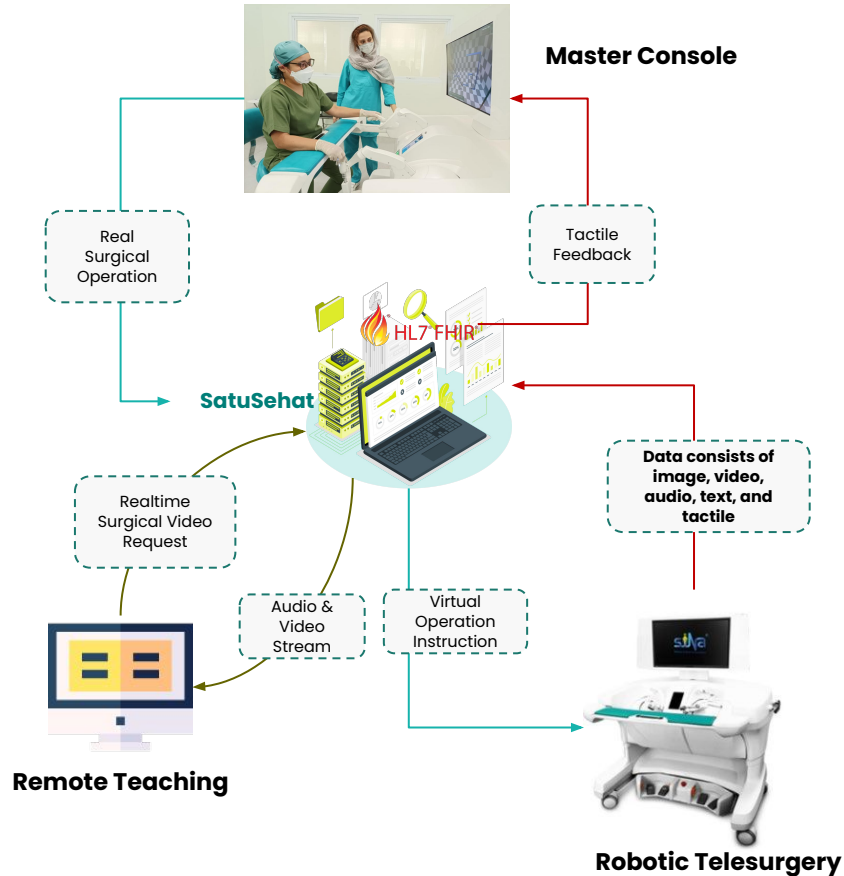 Master Console
Real
Surgical
Operation
Tactile
Feedback
HL7 FHIR
SatuSehat
Data consists of
image, video,
audio, text, and
tactile
Realtime
Surgical Video
Request
Audio &
Video
Stream
Virtual
Operation
Instruction
Remote Teaching
Robotic Telesurgery